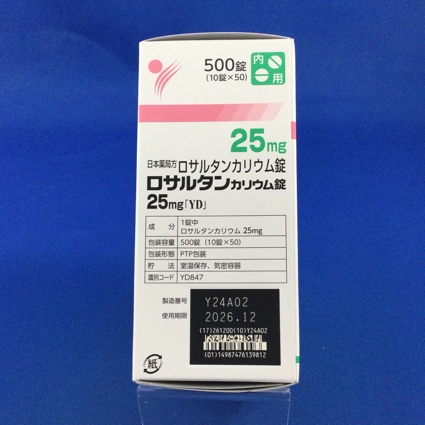 500錠
(10錠×50)
内
用
25mg
日本薬局方 ロサルタンカリウム錠
ロサルタンカリウム錠
25mg「YD」
成 分 1錠中
ロサルタンカリウム 25mg
包装容量 500錠 (10錠×50)
包装形態 PTP包装
貯 法 室温保存、気密容器
識別コード YD847
製造番号 Y24A02
使用期限 2026.12
(17)261200(10)Y24A02
(01)14987476139812
紙